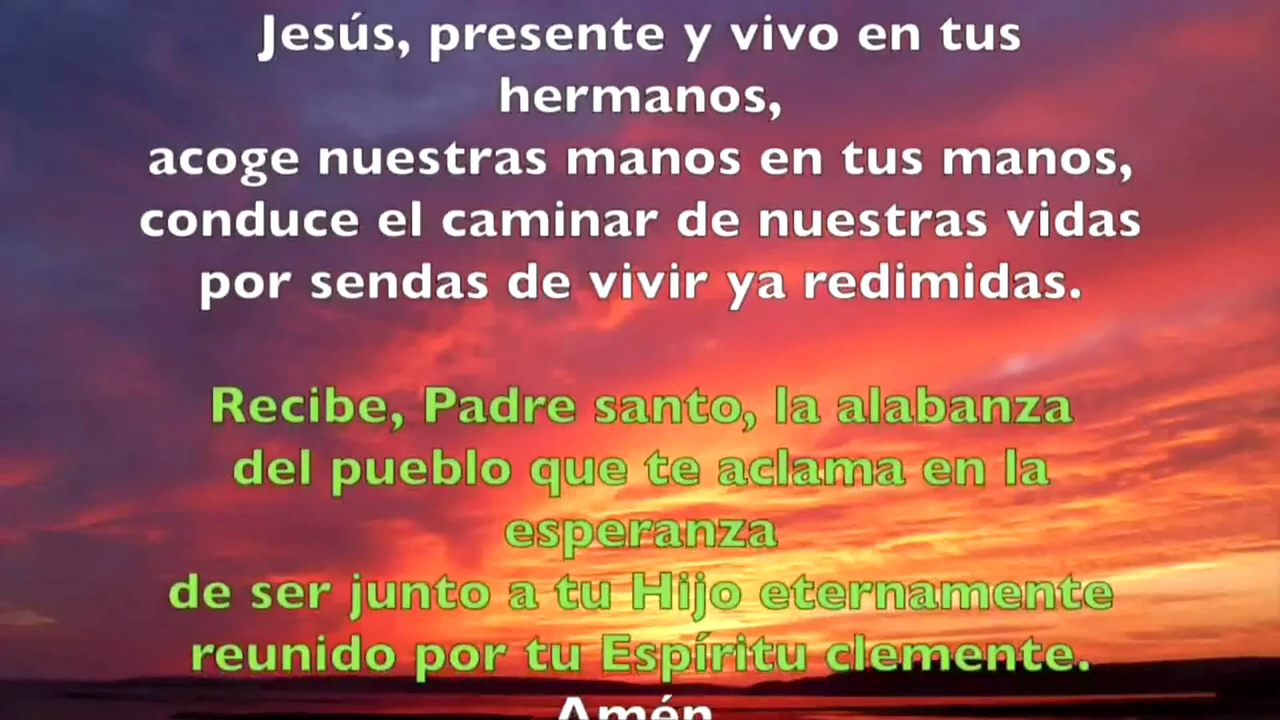 Jesús, presente y vivo en tus
hermanos,
acoge nuestras manos en tus manos,
conduce el caminar de nuestras vidas
por sendas de vivir ya redimidas.
Recibe, Padre santo, la alabanza
del pueblo que te aclama en la
esperanza
de ser junto a tu Hijo eternamente
reunido por tu Espíritu clemente.
Amén